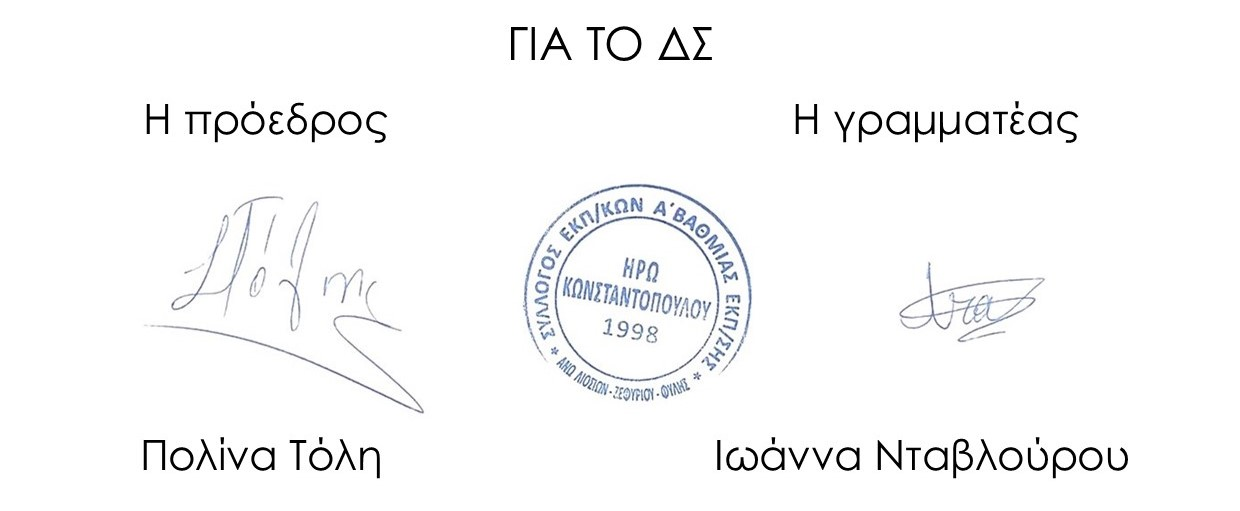 ΓΙΑ ΤΟ ΔΣ
Η πρόεδρος
Η γραμματέας
ΣΥΛΛΟΓΟΣ ΕΚΠ/ΚΩΝ Α΄ΒΑΘΜΙΑΣ ΕΚΠ/ΣΗΣ
ΗΡΩ
ΚΩΝΣΤΑΝΤΟΠΟΥΛΟΥ
1998
* ΑΝΩ ΛΙΟΣΙΩΝ - ΖΕΦΥΡΙΟΥ - ΦΥΛΗΣ *
Πολίνα Τόλη
Ιωάννα Νταβλούρου